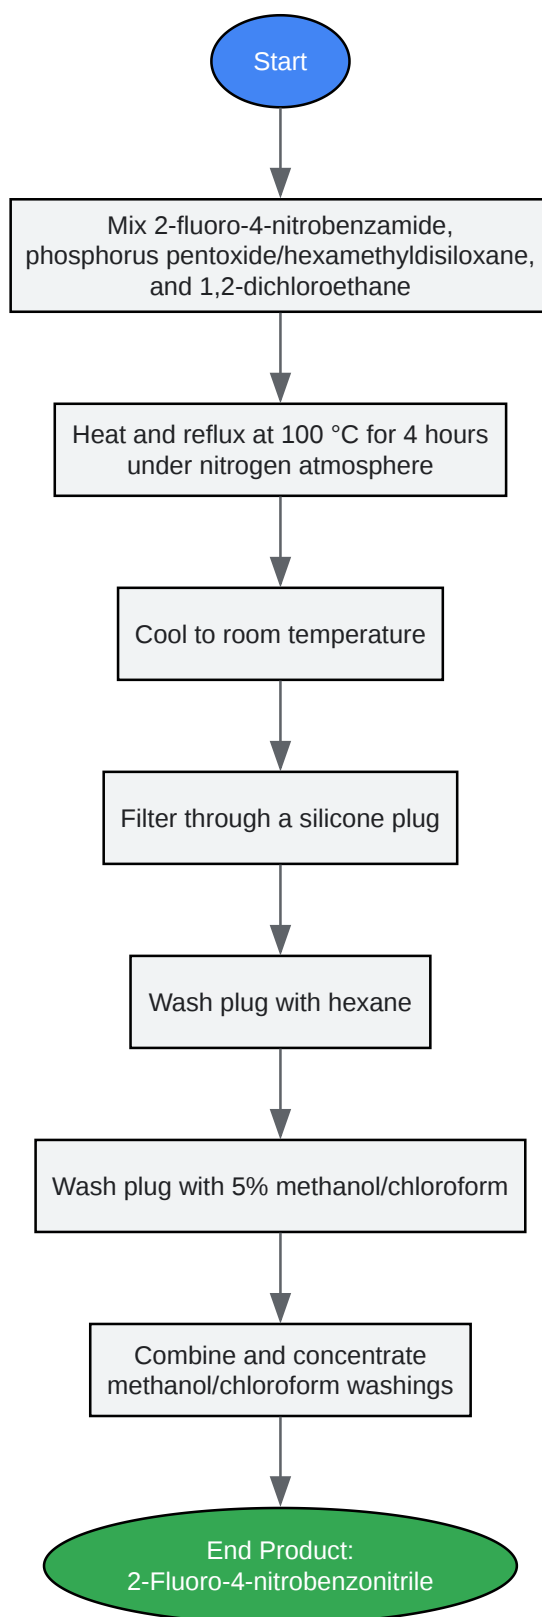 Start
Mix 2-fluoro-4-nitrobenzamide,
phosphorus pentoxide/hexamethyldisiloxane,
and 1,2-dichloroethane
Heat and reflux at 100 °C for 4 hours
under nitrogen atmosphere
Cool to room temperature
Filter through a silicone plug
Wash plug with hexane
Wash plug with 5% methanol/chloroform
Combine and concentrate
methanol/chloroform washings
End Product:
2-Fluoro-4-nitrobenzonitrile